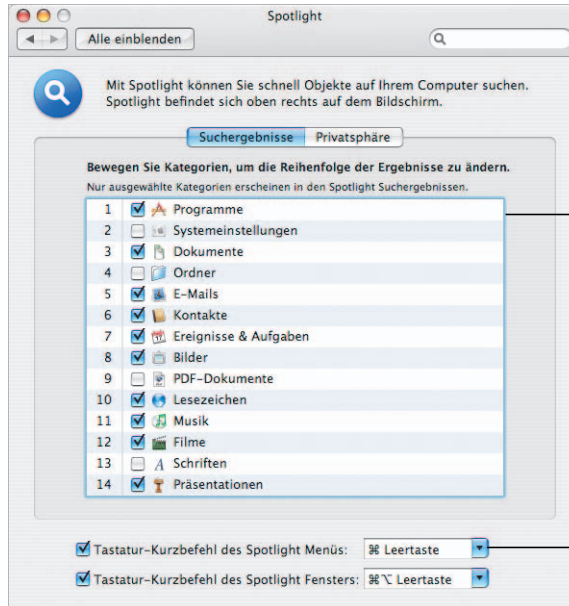 Spotlight
Alle einblenden
Mit Spotlight können Sie schnell Objekte auf Ihrem Computer suchen.
Spotlight befindet sich oben rechts auf dem Bildschirm.
Suchergebnisse Privatsphäre
Bewegen Sie Kategorien, um die Reihenfolge der Ergebnisse zu ändern.
Nur ausgewählte Kategorien erscheinen in den Spotlight Suchergebnissen.
1 Programme
2 Systemeinstellungen
3 Dokumente
4 Ordner
5 E-Mails
6 Kontakte
7 Ereignisse & Aufgaben
8 Bilder
9 PDF-Dokumente
10 Lesezeichen
11 Musik
12 Filme
13 Schriften
14 Präsentationen
Tastatur-Kurzbefehl des Spotlight Menüs: ⌘ Leertaste
Tastatur-Kurzbefehl des Spotlight Fensters: ⌘⌥ Leertaste